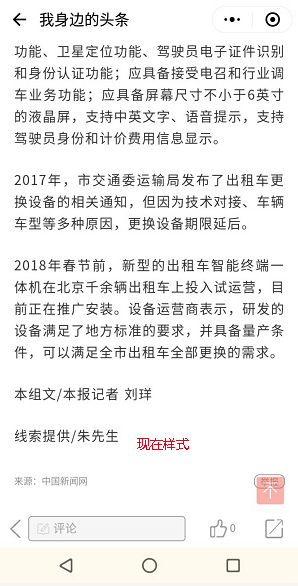 我身边的头条
功能、卫星定位功能、驾驶员电子证件识别
和身份认证功能；应具备接受电召和行业调
车业务功能；应具备屏幕尺寸不小于6英寸
的液晶屏，支持中英文字、语音提示，支持
驾驶员身份和计价费用信息显示。
2017年，市交通委运输局发布了出租车更
换设备的相关通知，但因为技术对接、车辆
车型等多种原因，更换设备期限延后。
2018年春节前，新型的出租车智能终端一
体机在北京千余辆出租车上投入试运营，目
前正在推广安装。设备运营商表示，研发的
设备满足了地方标准的要求，并具备量产条
件，可以满足全市出租车全部更换的需求。
本组文/本报记者 刘珜
线索提供/朱先生
现在样式
来源：中国新闻网
评论
0